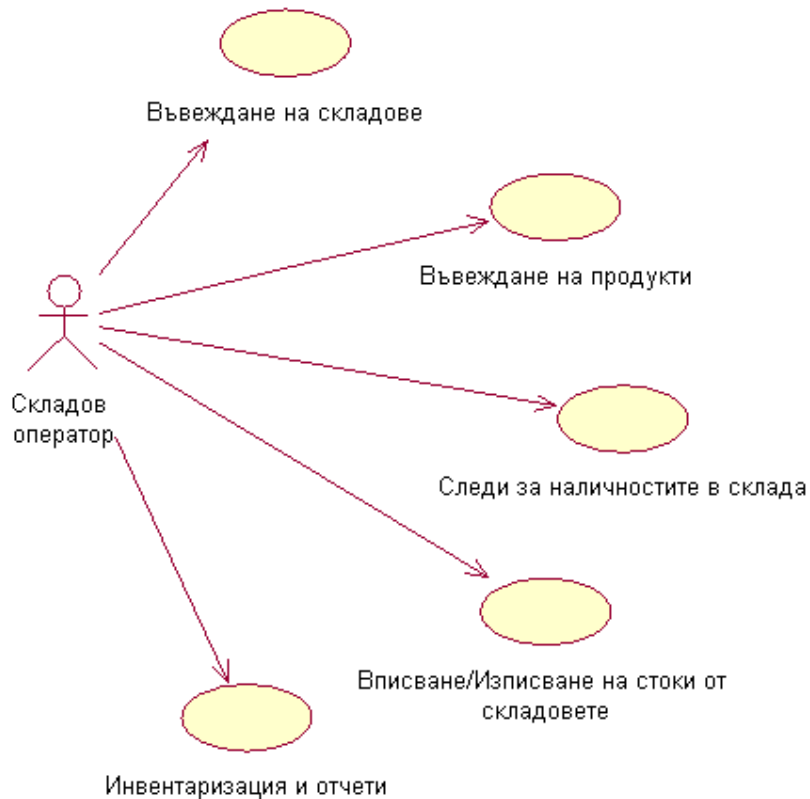 Въвеждане на складове
Въвеждане на продукти
Складов
оператор
Следи за наличностите в склада
Вписване/Изписване на стоки от
складовете
Инвентаризация и отчети